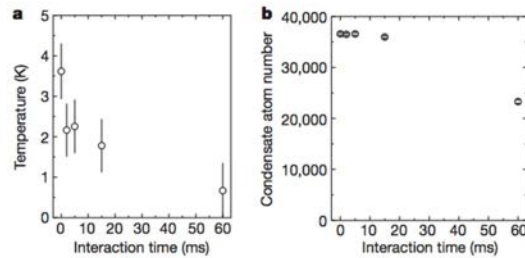 a
Temperature (K)
5
4
3
2
1
0
0 10 20 30 40 50 60
Interaction time (ms)
b
Condensate atom number
40,000
30,000
20,000
10,000
0
0 10 20 30 40 50 60
Interaction time (ms)